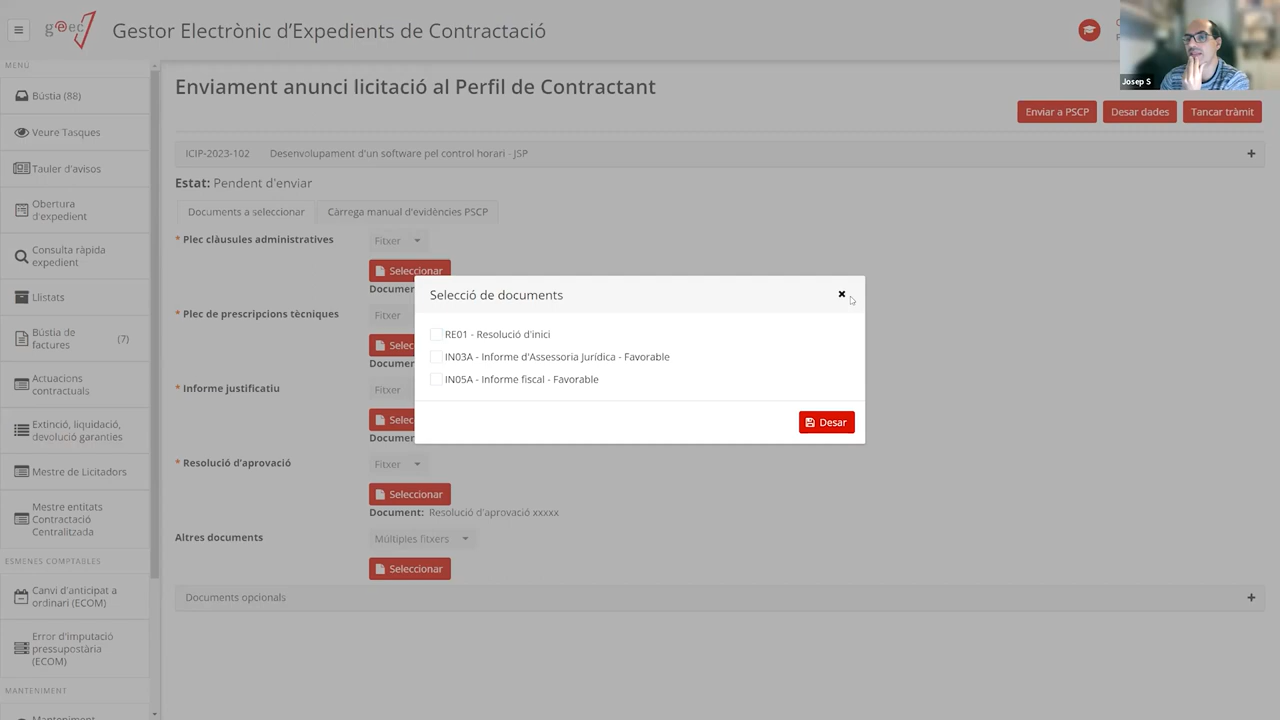 geec
Gestor Electrònic d'Expedients de Contractació
Josep S
MENÚ
Bústia (88)
Veure Tasques
Tauler d'avisos
Obertura
d'expedient
Consulta ràpida
expedient
Llistats
Bústia de
factures
(7)
Actuacions
contractuals
Extinció, liquidació,
devolució garanties
Mestre de Licitadors
Mestre entitats
Contractació
Centralitzada
ESMENES COMPTABLES
Canvi d'anticipat a
ordinari (ECOM)
Error d'imputació
pressupostària
(ECOM)
MANTENIMENT
Manteniment
Enviament anunci licitació al Perfil de Contractant
Enviar a PSCP
Desar dades
Tancar tràmit
ICIP-2023-102 Desenvolupament d'un software pel control horari - JSP
Estat: Pendent d'enviar
Documents a seleccionar
Càrrega manual d'evidències PSCP
* Plec clàusules administratives
Fitxer
Seleccionar
* Plec de prescripcions tècniques
Fitxer
* Informe justificatiu
Fitxer
* Resolució d'aprovació
Fitxer
Seleccionar
Document: Resolució d'aprovació xxxxx
Altres documents
Múltiples fitxers
Seleccionar
Documents opcionals
Selecció de documents
RE01 - Resolució d'inici
IN03A - Informe d'Assessoria Jurídica - Favorable
IN05A - Informe fiscal - Favorable
Desar